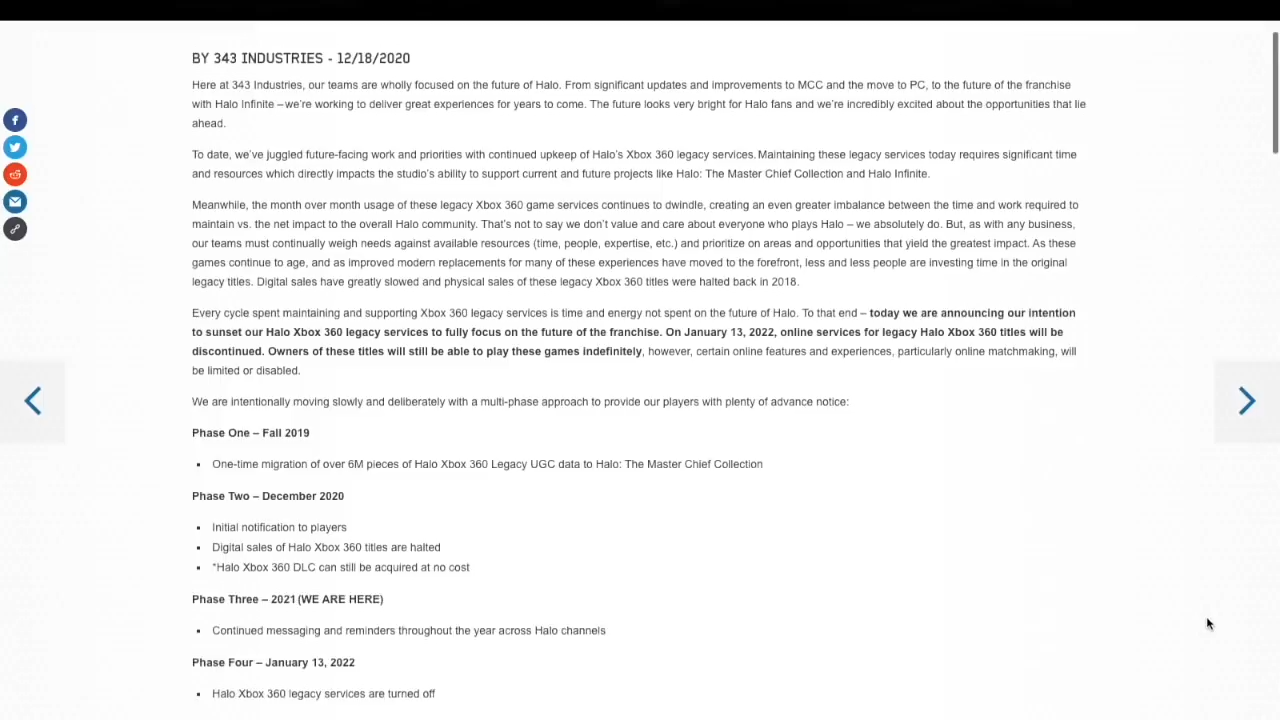 BY 343 INDUSTRIES - 12/18/2020
Here at 343 Industries, our teams are wholly focused on the future of Halo. From significant updates and improvements to MCC and the move to PC, to the future of the franchise
with Halo Infinite – we're working to deliver great experiences for years to come. The future looks very bright for Halo fans and we're incredibly excited about the opportunities that lie
ahead.
To date, we've juggled future-facing work and priorities with continued upkeep of Halo's Xbox 360 legacy services. Maintaining these legacy services today requires significant time
and resources which directly impacts the studio's ability to support current and future projects like Halo: The Master Chief Collection and Halo Infinite.
Meanwhile, the month over month usage of these legacy Xbox 360 game services continues to dwindle, creating an even greater imbalance between the time and work required to
maintain vs. the net impact to the overall Halo community. That's not to say we don't value and care about everyone who plays Halo – we absolutely do. But, as with any business,
our teams must continually weigh needs against available resources (time, people, expertise, etc.) and prioritize on areas and opportunities that yield the greatest impact. As these
games continue to age, and as improved modern replacements for many of these experiences have moved to the forefront, less and less people are investing time in the original
legacy titles. Digital sales have greatly slowed and physical sales of these legacy Xbox 360 titles were halted back in 2018.
Every cycle spent maintaining and supporting Xbox 360 legacy services is time and energy not spent on the future of Halo. To that end – today we are announcing our intention
to sunset our Halo Xbox 360 legacy services to fully focus on the future of the franchise. On January 13, 2022, online services for legacy Halo Xbox 360 titles will be
discontinued. Owners of these titles will still be able to play these games indefinitely, however, certain online features and experiences, particularly online matchmaking, will
be limited or disabled.
We are intentionally moving slowly and deliberately with a multi-phase approach to provide our players with plenty of advance notice:
Phase One – Fall 2019
▪ One-time migration of over 6M pieces of Halo Xbox 360 Legacy UGC data to Halo: The Master Chief Collection
Phase Two – December 2020
▪ Initial notification to players
▪ Digital sales of Halo Xbox 360 titles are halted
▪ *Halo Xbox 360 DLC can still be acquired at no cost
Phase Three – 2021 (WE ARE HERE)
▪ Continued messaging and reminders throughout the year across Halo channels
Phase Four – January 13, 2022
▪ Halo Xbox 360 legacy services are turned off